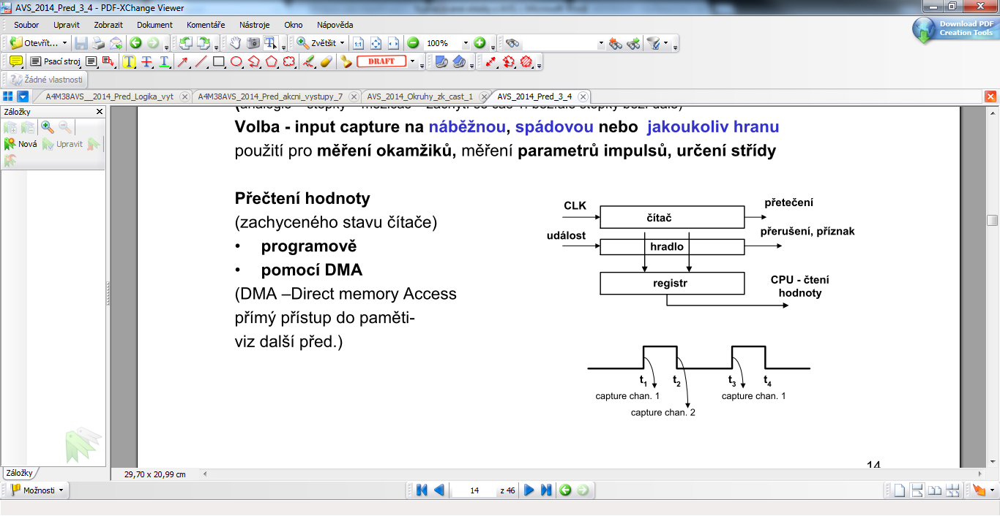 AVS_2014_Pred_3_4 - PDF-XChange Viewer
Soubor Upravit Zobrazit Dokument Komentáře Nástroje Okno Nápověda
Download PDF
Creation Tools
Otevřít... Zvětšit 100%
Psací stroj DRAFT
Žádné vlastnosti
A4M38AVS__2014_Pred_Logika_vyt A4M38AVS_2014_Pred_akcni_vystupy_7 AVS_2014_Okruhy_zk_cast_1 AVS_2014_Pred_3_4
Záložky
Nová Upravit
Volba - input capture na náběžnou, spádovou nebo jakoukoliv hranu
použití pro měření okamžiků, měření parametrů impulsů, určení střídy
Přečtení hodnoty
(zachyceného stavu čítače)
• programově
• pomocí DMA
(DMA –Direct memory Access
přímý přístup do paměti-
viz další před.)
CLK
čítač
přetečení
událost
hradlo
přerušení, příznak
registr
CPU - čtení
hodnoty
t1 t2 t3 t4
capture chan. 1 capture chan. 1
capture chan. 2
14
Záložky
29,70 x 20,99 cm
Možnosti
14 z 46